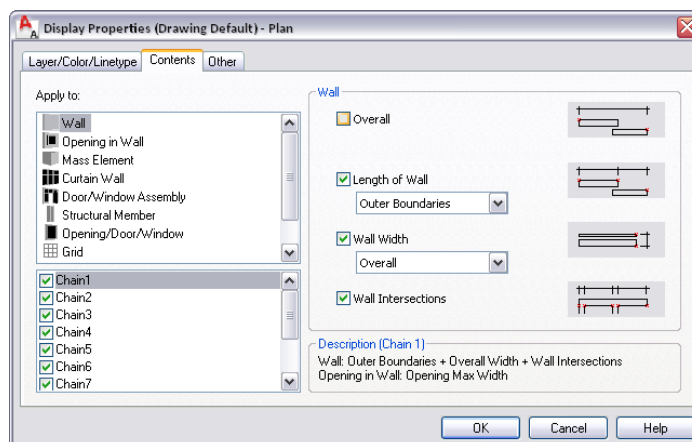 Display Properties (Drawing Default) - Plan
Layer/Color/Linetype Contents Other
Apply to:
Wall
Opening in Wall
Mass Element
Curtain Wall
Door/Window Assembly
Structural Member
Opening/Door/Window
Grid
Chain1
Chain2
Chain3
Chain4
Chain5
Chain6
Chain7
Wall
Overall
Length of Wall
Outer Boundaries
Wall Width
Overall
Wall Intersections
Description (Chain 1)
Wall: Outer Boundaries + Overall Width + Wall Intersections
Opening in Wall: Opening Max Width
OK Cancel Help